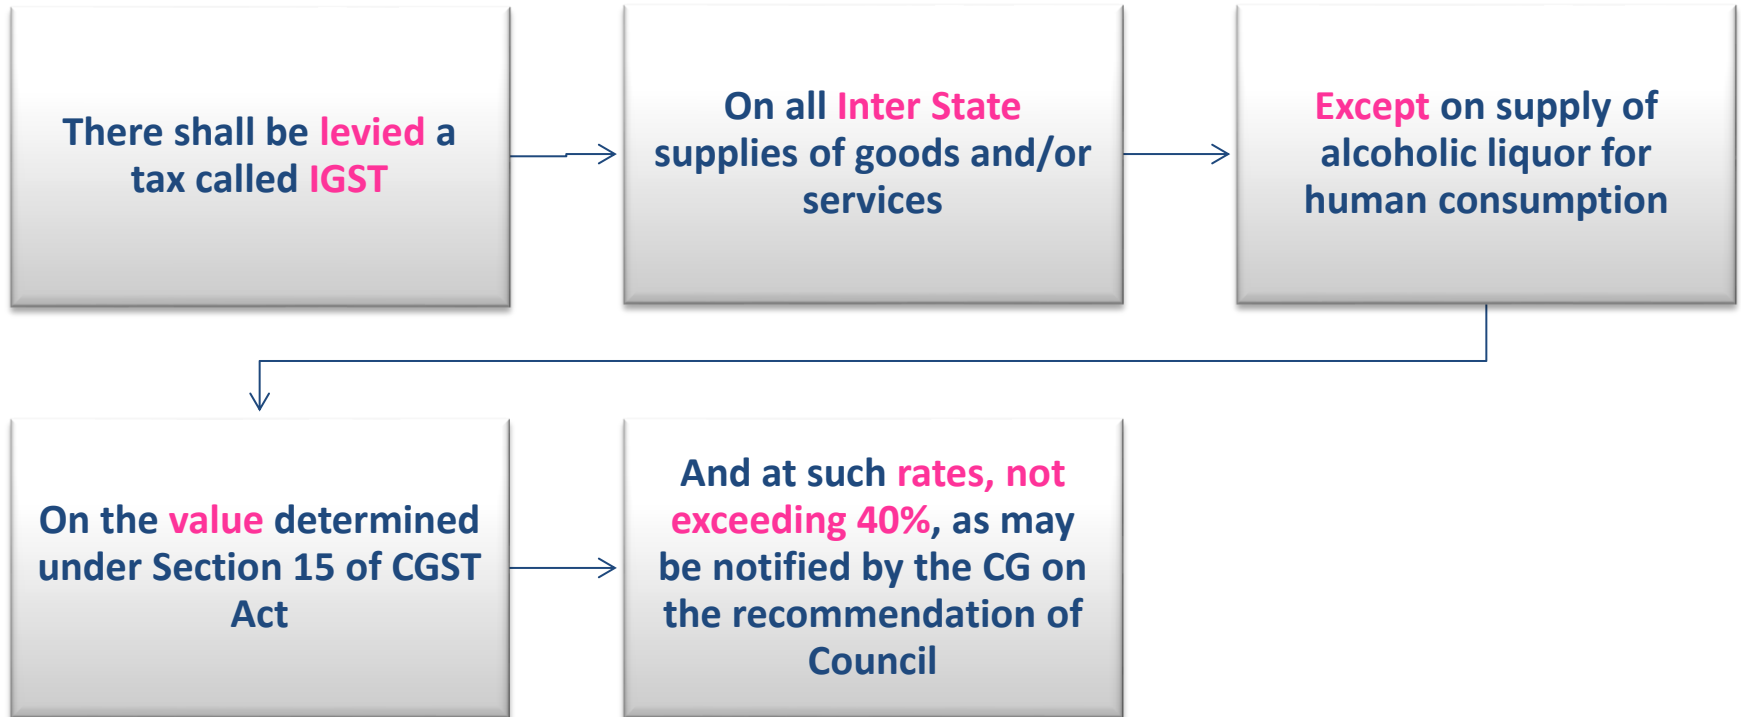 There shall be levied a
tax called IGST
On all Inter State
supplies of goods and/or
services
Except on supply of
alcoholic liquor for
human consumption
On the value determined
under Section 15 of CGST
Act
And at such rates, not
exceeding 40%, as may
be notified by the CG on
the recommendation of
Council